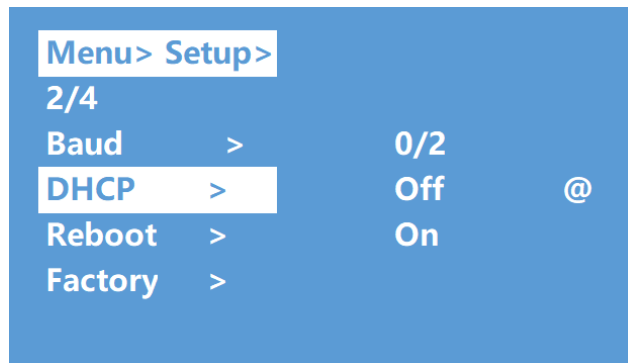 Menu> Setup>
2/4
Baud > 0/2
DHCP > Off @
Reboot > On
Factory >